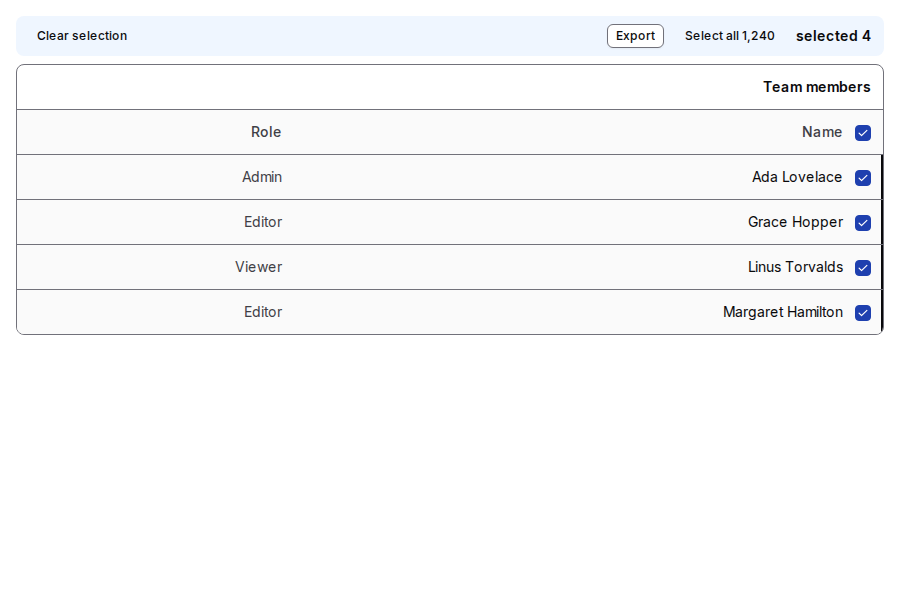 selected 4
Select all 1,240
Export
Clear selection
Team members
Name
Role
Ada Lovelace
Admin
Grace Hopper
Editor
Linus Torvalds
Viewer
Margaret Hamilton
Editor